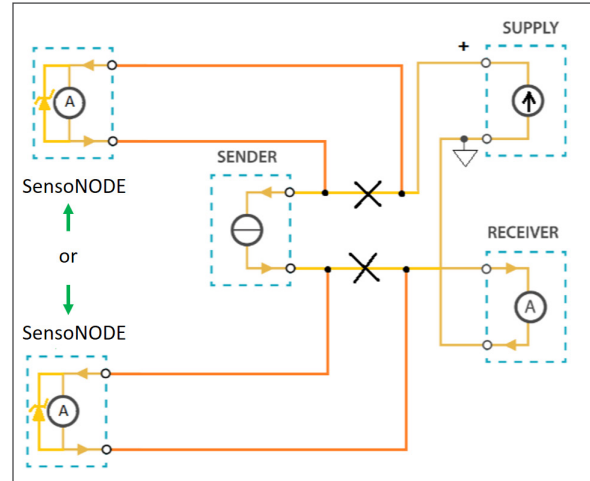 SUPPLY
+
A
SENDER
SensoNODE
or
RECEIVER
A
SensoNODE
A